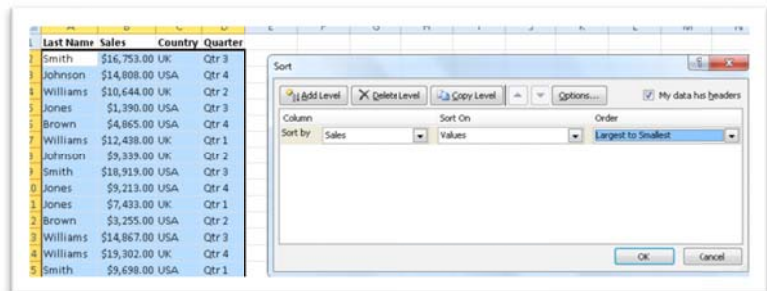 Last Name Sales Country Quarter
Smith $16,753.00 UK Qtr 3
Johnson $14,808.00 USA Qtr 4
Williams $10,644.00 UK Qtr 2
Jones $1,390.00 USA Qtr 3
Brown $4,865.00 USA Qtr 4
Williams $12,438.00 UK Qtr 1
Johnson $9,339.00 UK Qtr 2
Smith $18,919.00 USA Qtr 3
Jones $9,213.00 USA Qtr 4
Jones $7,433.00 UK Qtr 1
Brown $3,255.00 USA Qtr 2
Williams $14,867.00 USA Qtr 3
Williams $19,302.00 UK Qtr 4
Smith $9,698.00 USA Qtr 1
Sort
Add Level Delete Level Copy Level Options... My data has headers
Column Sort On Order
Sort by Sales Values Largest to Smallest
OK Cancel